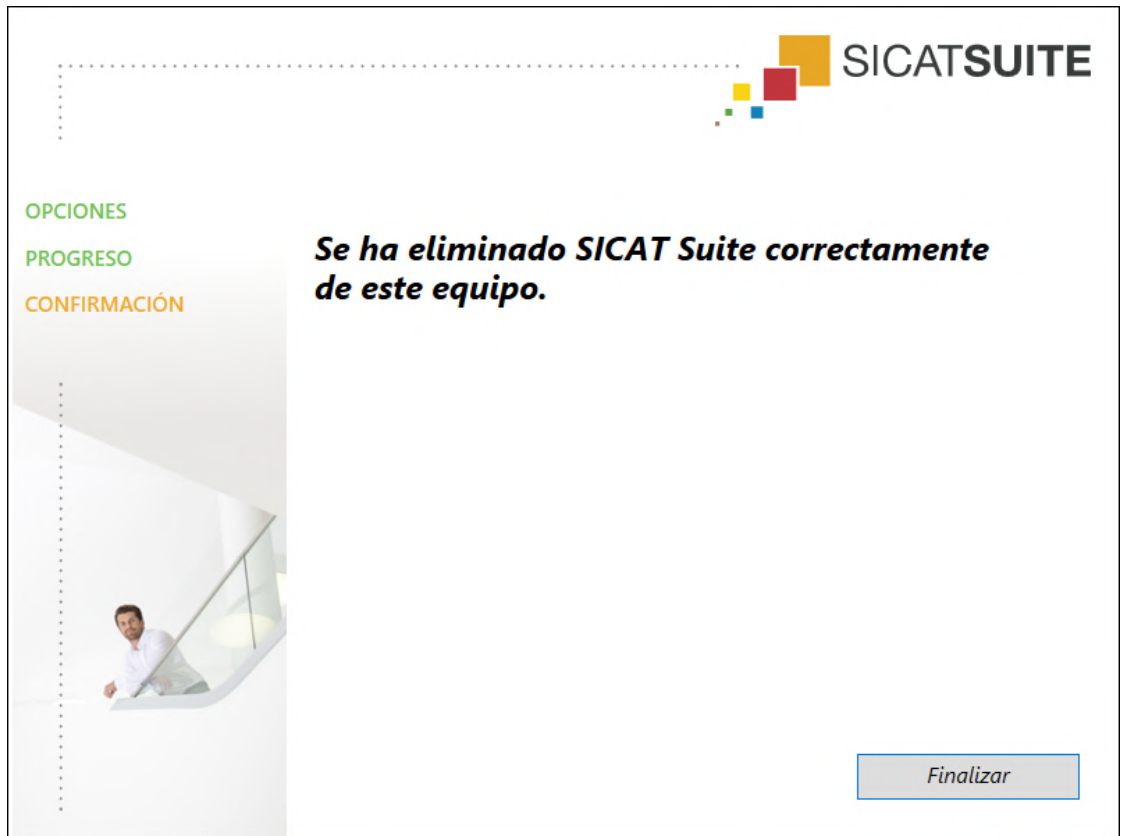 SICATSUITE
OPCIONES
PROGRESO
CONFIRMACIÓN
Se ha eliminado SICAT Suite correctamente
de este equipo.
Finalizar